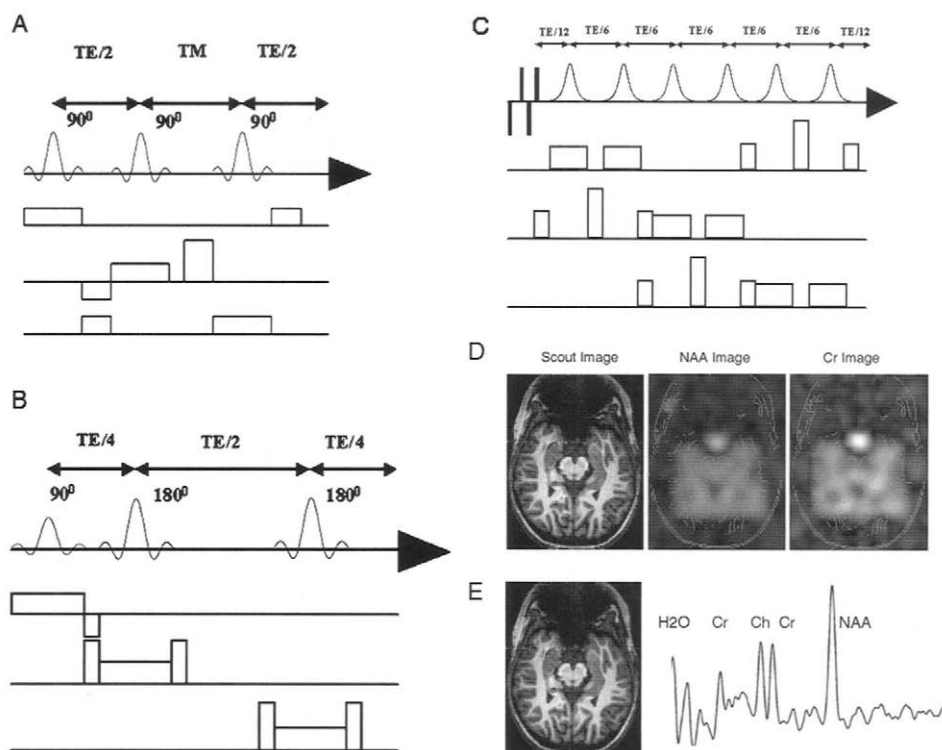 A
TE/2 TM TE/2
90⁰ 90⁰ 90⁰
B
TE/4 TE/2 TE/4
90⁰ 180⁰ 180⁰
C
TE/12 TE/6 TE/6 TE/6 TE/6 TE/6 TE/12
D
Scout Image NAA Image Cr Image
E
H2O Cr Ch Cr NAA